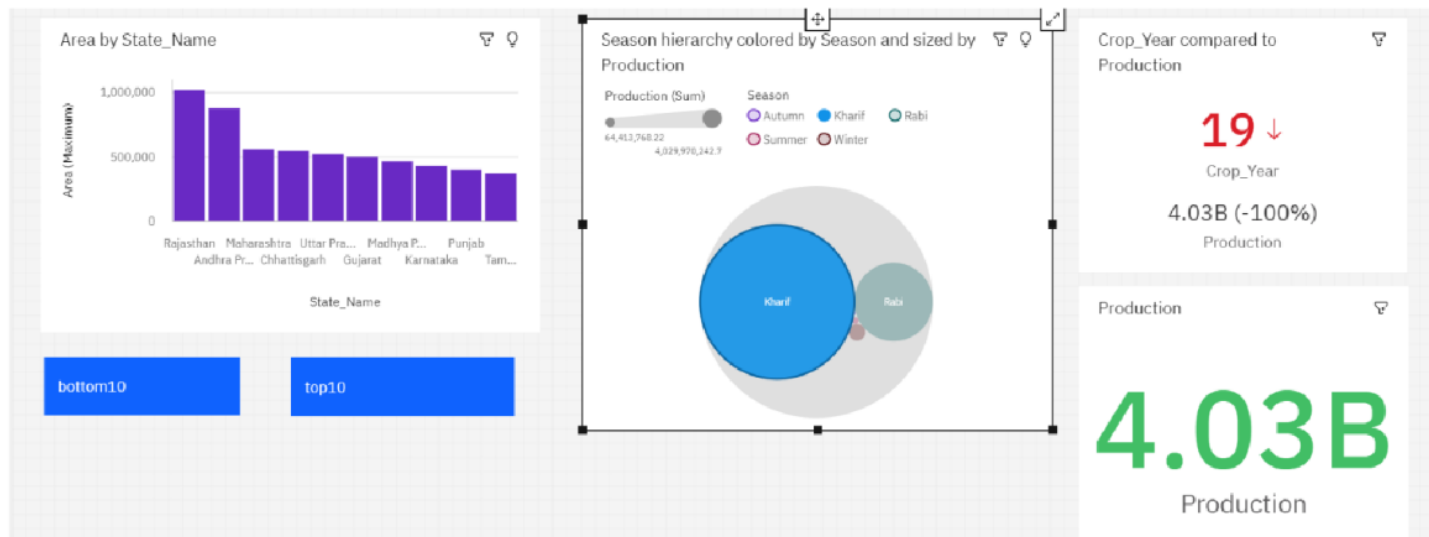 Area by State_Name
Area (Maximum)
1,000,000
500,000
0
Rajasthan Maharashtra Uttar Pra... Madhya P... Punjab
Andhra Pr... Chhattisgarh Gujarat Karnataka Tam...
State_Name
bottom10
top10
Season hierarchy colored by Season and sized by
Production
Production (Sum)
64,413,768.22
4,029,970,342.7
Season
Autumn Kharif Rabi
Summer Winter
Kharif
Rabi
Crop_Year compared to
Production
19 ↓
Crop_Year
4.03B (-100%)
Production
Production
4.03B
Production